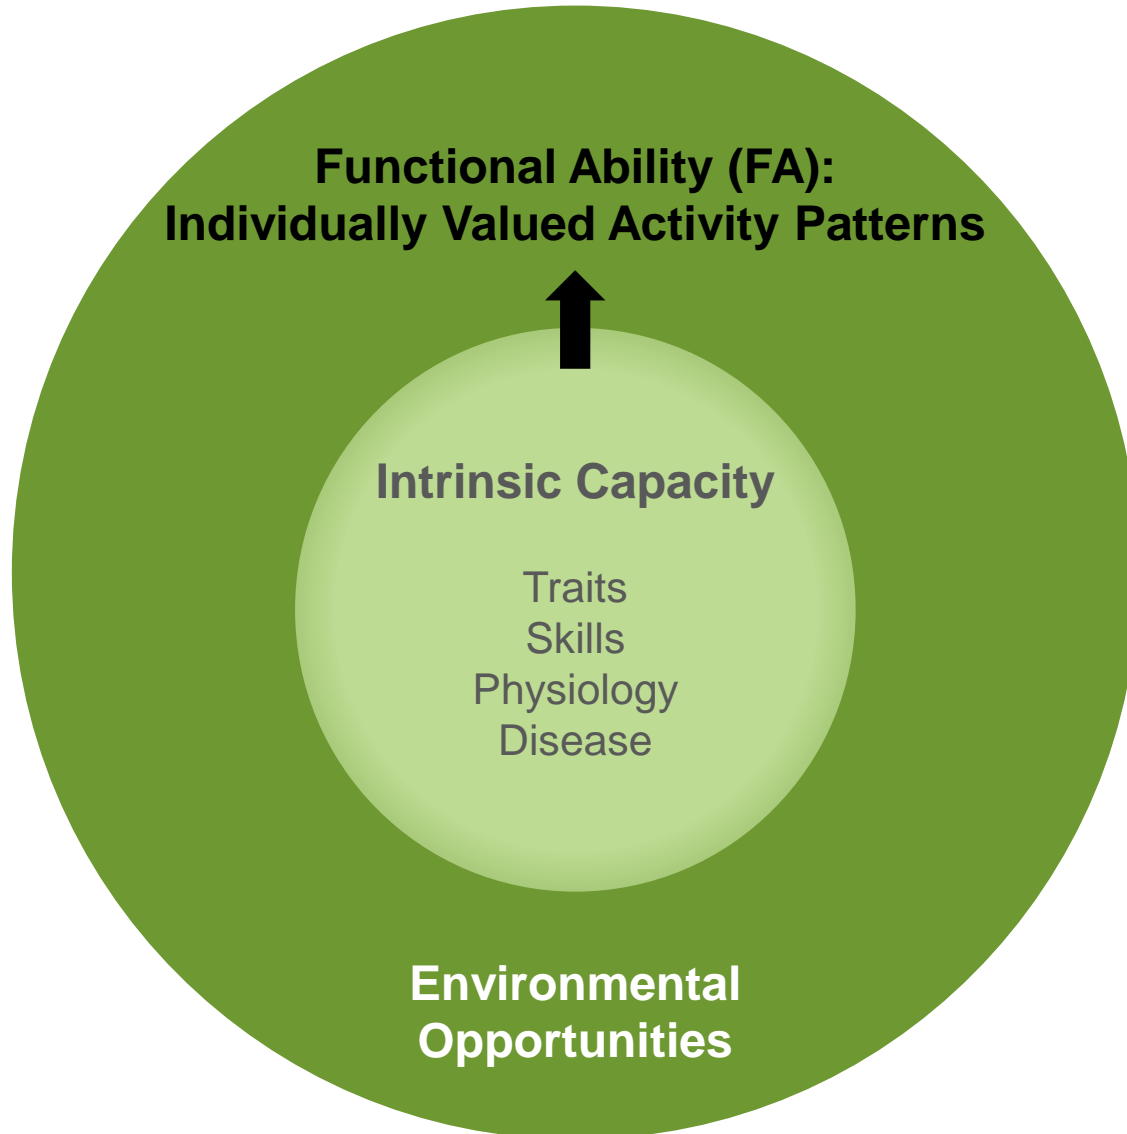 Functional Ability (FA):
Individually Valued Activity Patterns
Intrinsic Capacity
Traits
Skills
Physiology
Disease
Environmental
Opportunities